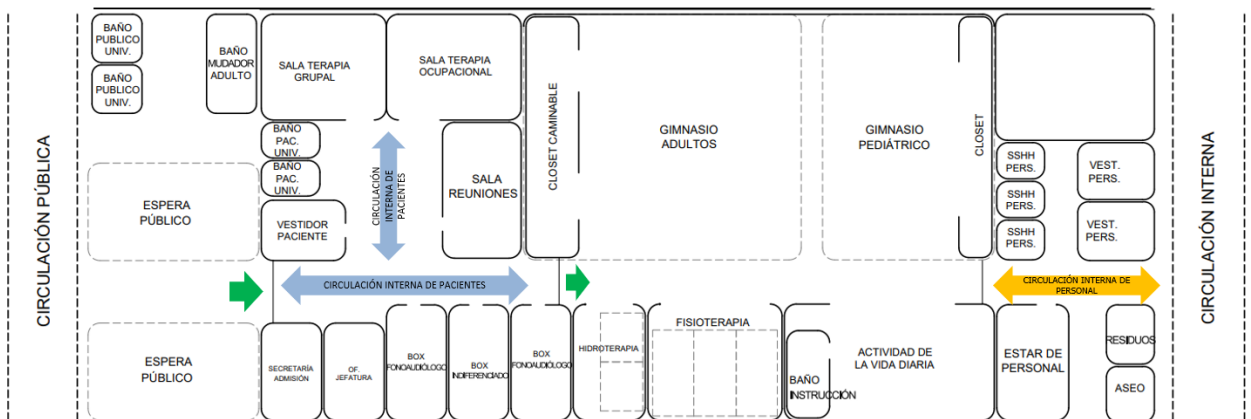 CIRCULACIÓN PÚBLICA
BAÑO
PUBLICO
UNIV.
BAÑO
PUBLICO
UNIV.
BAÑO
MUDADOR
ADULTO
SALA TERAPIA
GRUPAL
SALA TERAPIA
OCUPACIONAL
BAÑO
PAC.
UNIV.
BAÑO
PAC.
UNIV.
VESTIDOR
PACIENTE
CIRCULACIÓN
INTERNA DE
PACIENTES
SALA
REUNIONES
CLOSET CAMINABLE
GIMNASIO
ADULTOS
GIMNASIO
PEDIÁTRICO
CLOSET
SSHH
PERS.
SSHH
PERS.
SSHH
PERS.
VEST.
PERS.
VEST.
PERS.
ESPERA
PÚBLICO
CIRCULACIÓN INTERNA DE PACIENTES
CIRCULACIÓN INTERNA DE
PERSONAL
ESPERA
PÚBLICO
SECRETARÍA
ADMISIÓN
OF.
JEFATURA
BOX
FONOAUDIÓLOGO
BOX
INDIFERENCIADO
BOX
FONOAUDIÓLOGO
HIDROTERAPIA
FISIOTERAPIA
BAÑO
INSTRUCCIÓN
ACTIVIDAD DE
LA VIDA DIARIA
ESTAR DE
PERSONAL
RESIDUOS
ASEO
CIRCULACIÓN INTERNA